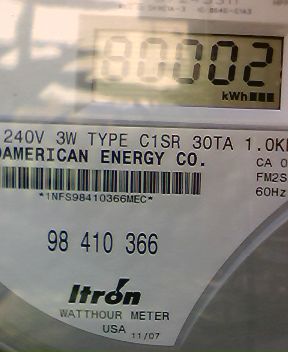 80002
kWh
240V 3W TYPE C1SR 30TA 1.0K
AMERICAN ENERGY CO.
CA 0
FM2S
60Hz
*1NFS98410366MEC*
98 410 366
Itron
WATTHOUR METER
USA 11/07